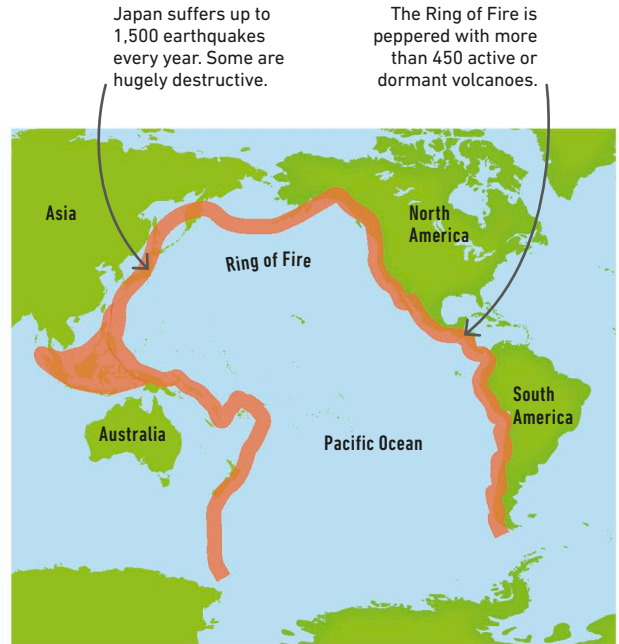 Japan suffers up to
1,500 earthquakes
every year. Some are
hugely destructive.
The Ring of Fire is
peppered with more
than 450 active or
dormant volcanoes.
Asia
North
America
Ring of Fire
South
America
Australia
Pacific Ocean